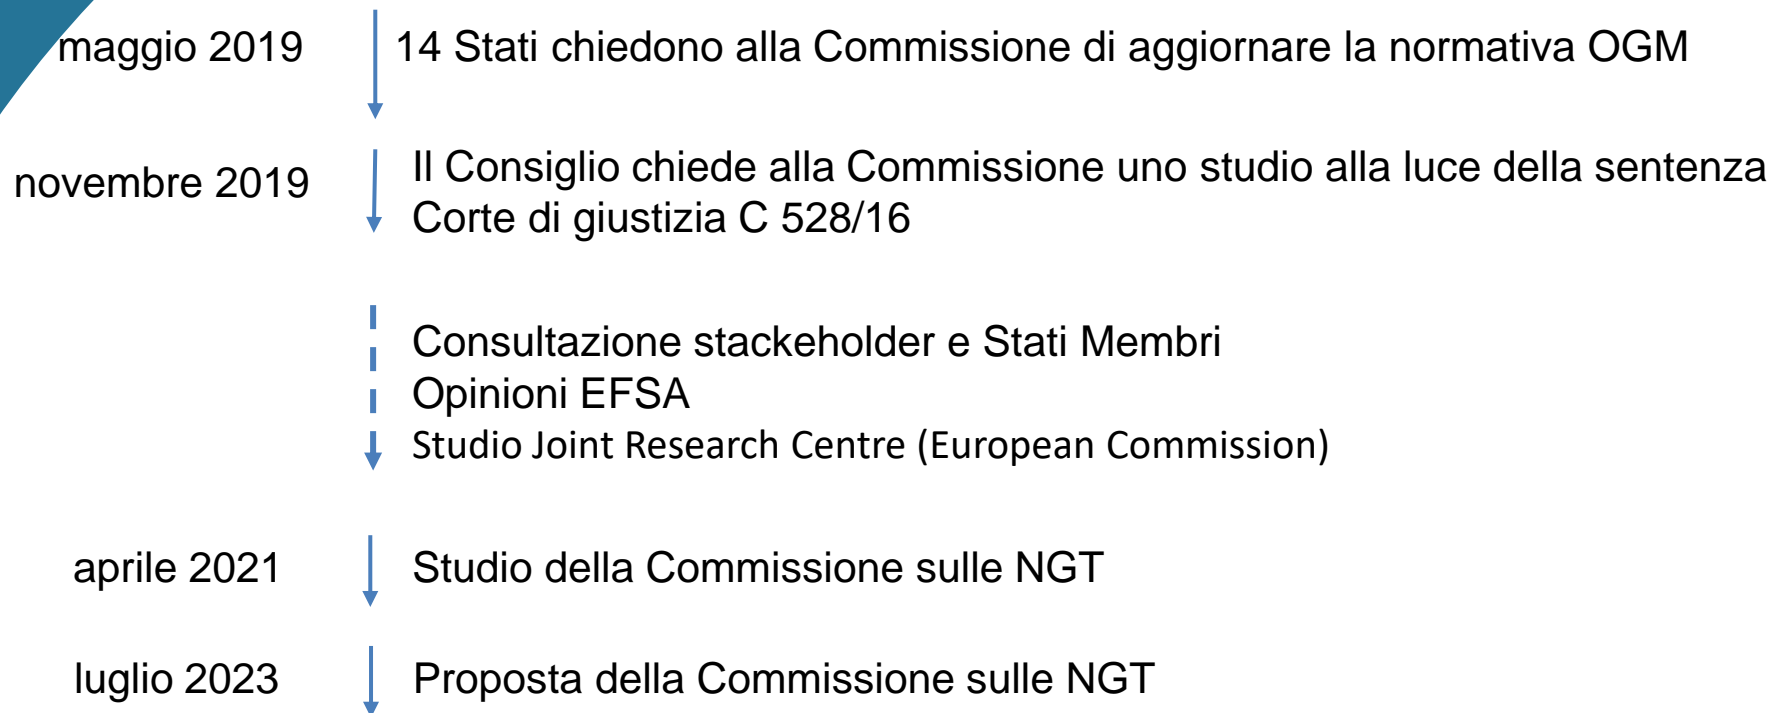 maggio 2019 14 Stati chiedono alla Commissione di aggiornare la normativa OGM
novembre 2019 Il Consiglio chiede alla Commissione uno studio alla luce della sentenza
Corte di giustizia C 528/16
Consultazione stackeholder e Stati Membri
Opinioni EFSA
Studio Joint Research Centre (European Commission)
aprile 2021 Studio della Commissione sulle NGT
luglio 2023 Proposta della Commissione sulle NGT